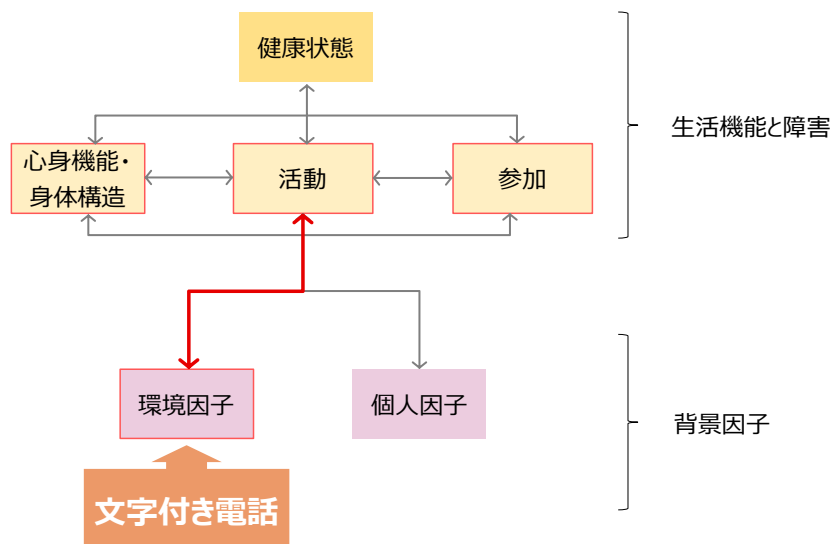 健康状態
生活機能と障害
心身機能・
身体構造
活動
参加
環境因子
個人因子
背景因子
文字付き電話